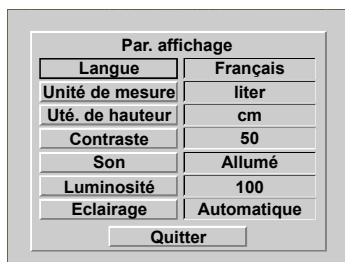 Par. affichage
Langue Français
Unité de mesure liter
Uté. de hauteur cm
Contraste 50
Son Allumé
Luminosité 100
Eclairage Automatique
Quitter